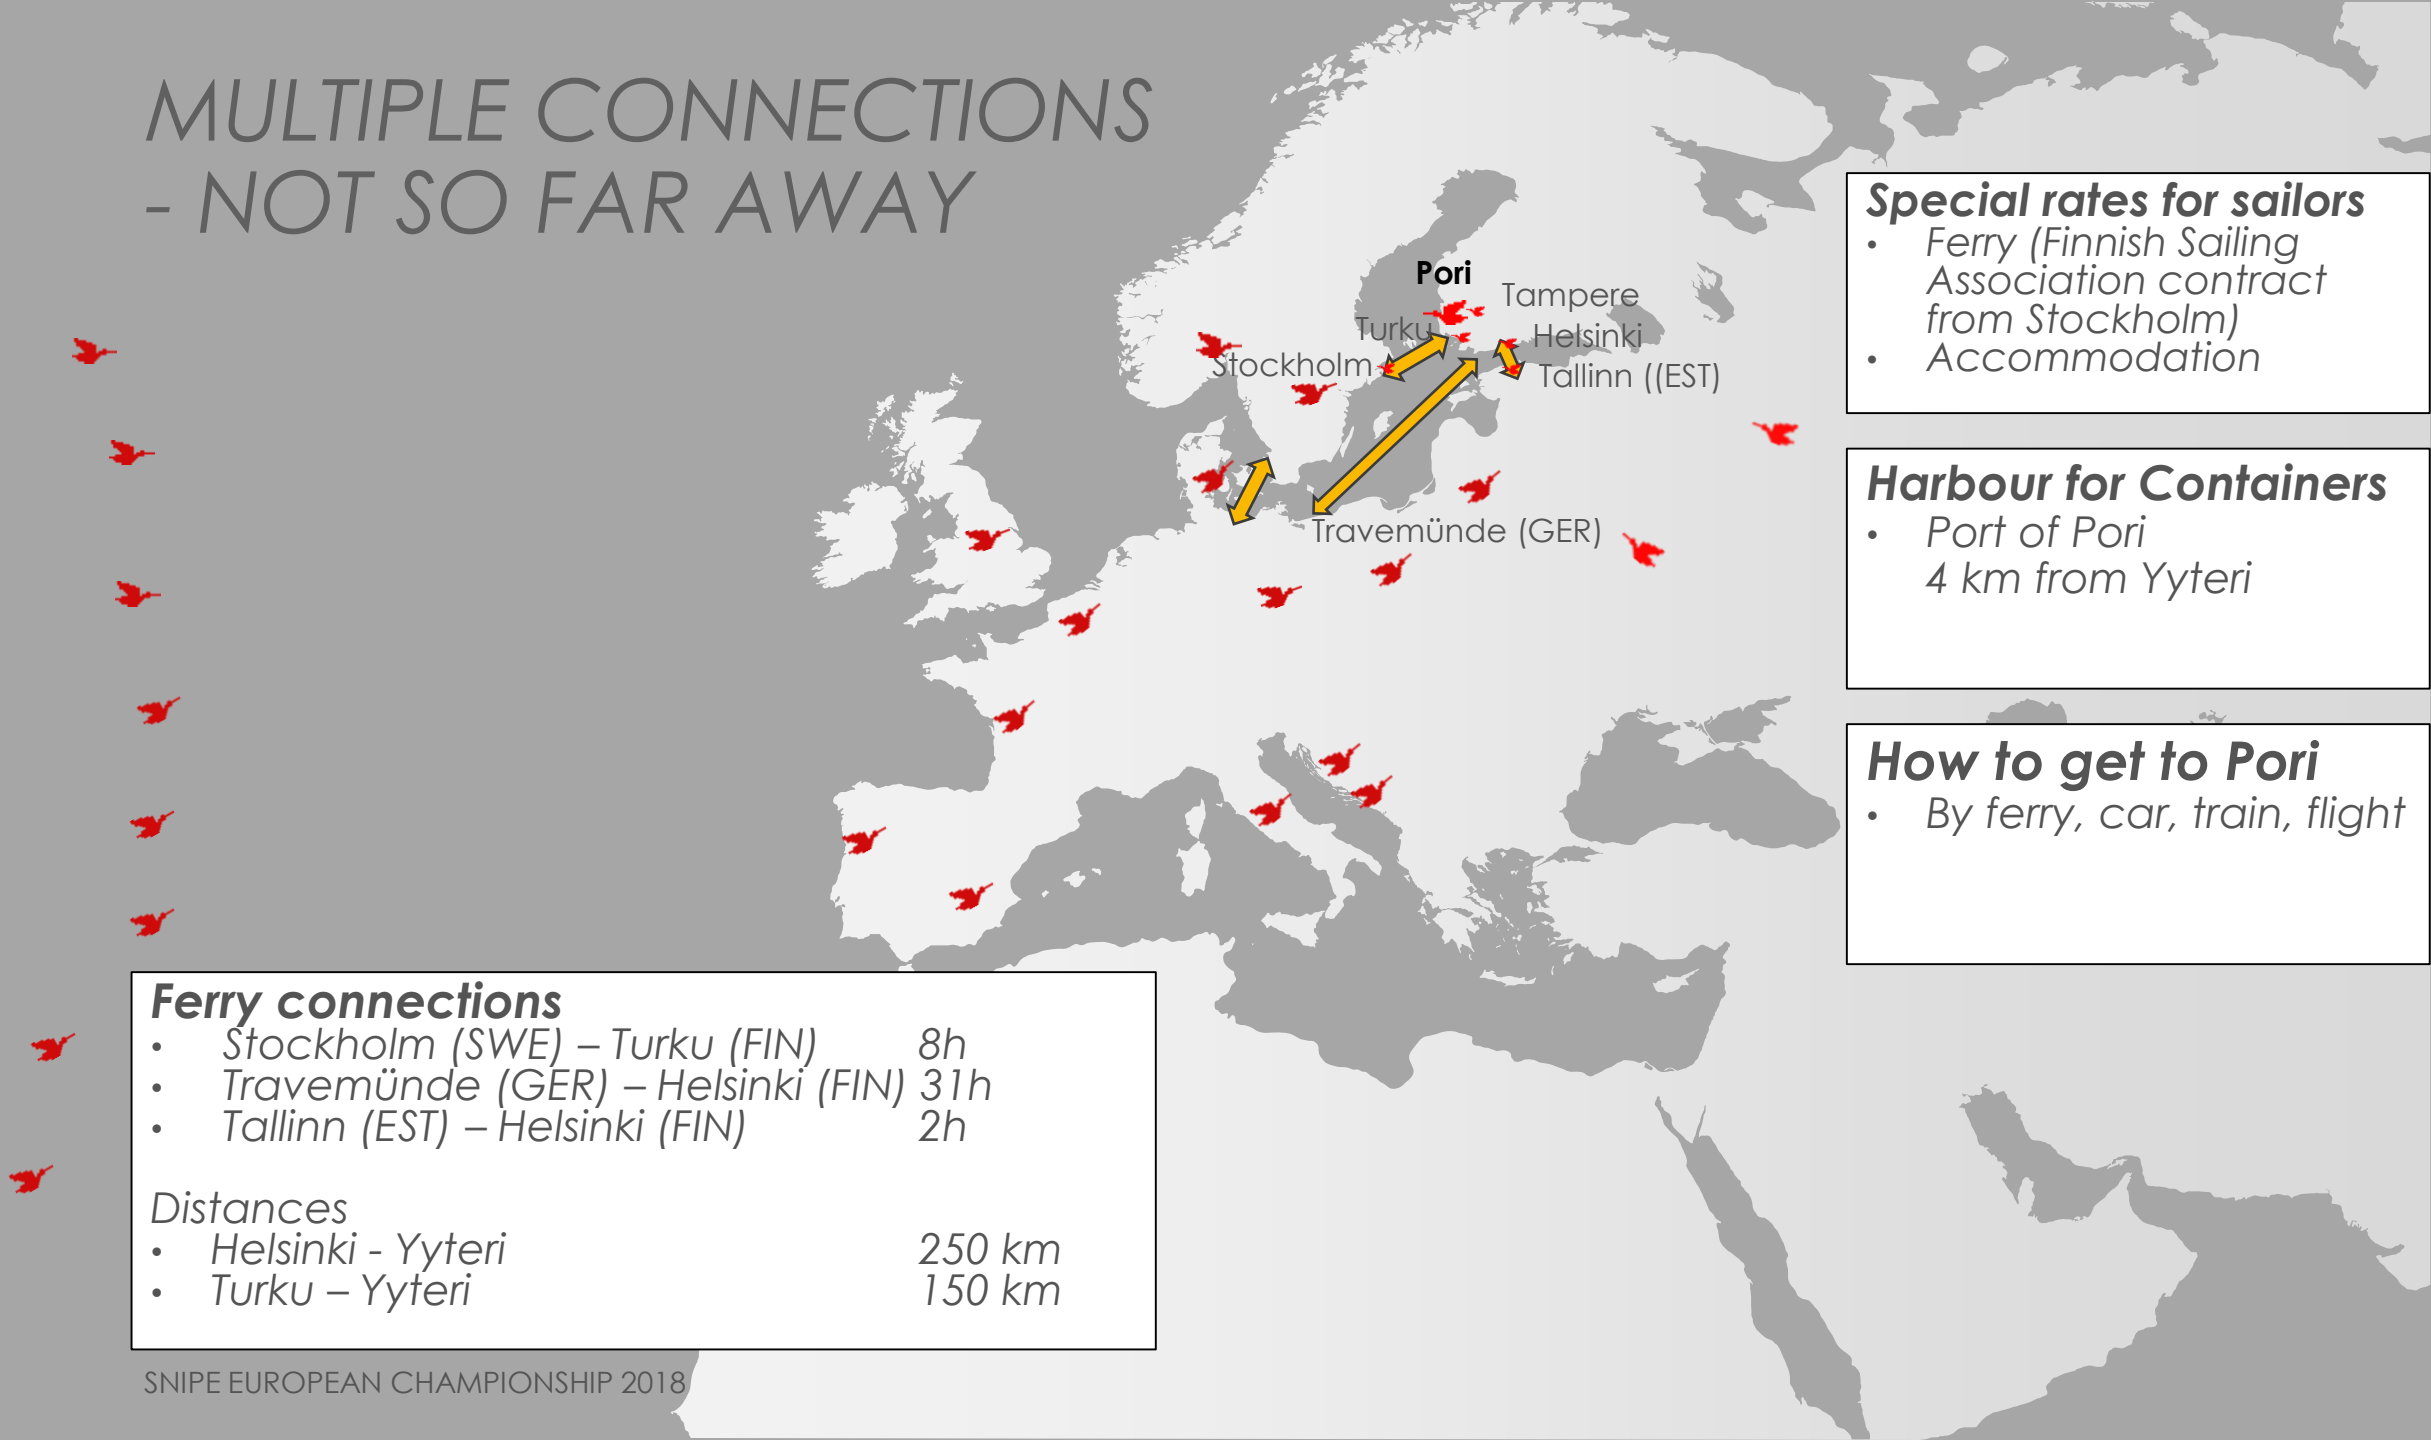 MULTIPLE CONNECTIONS
- NOT SO FAR AWAY
Pori
Tampere
Turku
Helsinki
Stockholm
Tallinn ((EST)
Travemünde (GER)
Special rates for sailors
• Ferry (Finnish Sailing
Association contract
from Stockholm)
• Accommodation
Harbour for Containers
• Port of Pori
4 km from Yyteri
How to get to Pori
• By ferry, car, train, flight
Ferry connections
• Stockholm (SWE) – Turku (FIN) 8h
• Travemünde (GER) – Helsinki (FIN) 31h
• Tallinn (EST) – Helsinki (FIN) 2h
Distances
• Helsinki - Yyteri 250 km
• Turku – Yyteri 150 km
SNIPE EUROPEAN CHAMPIONSHIP 2018